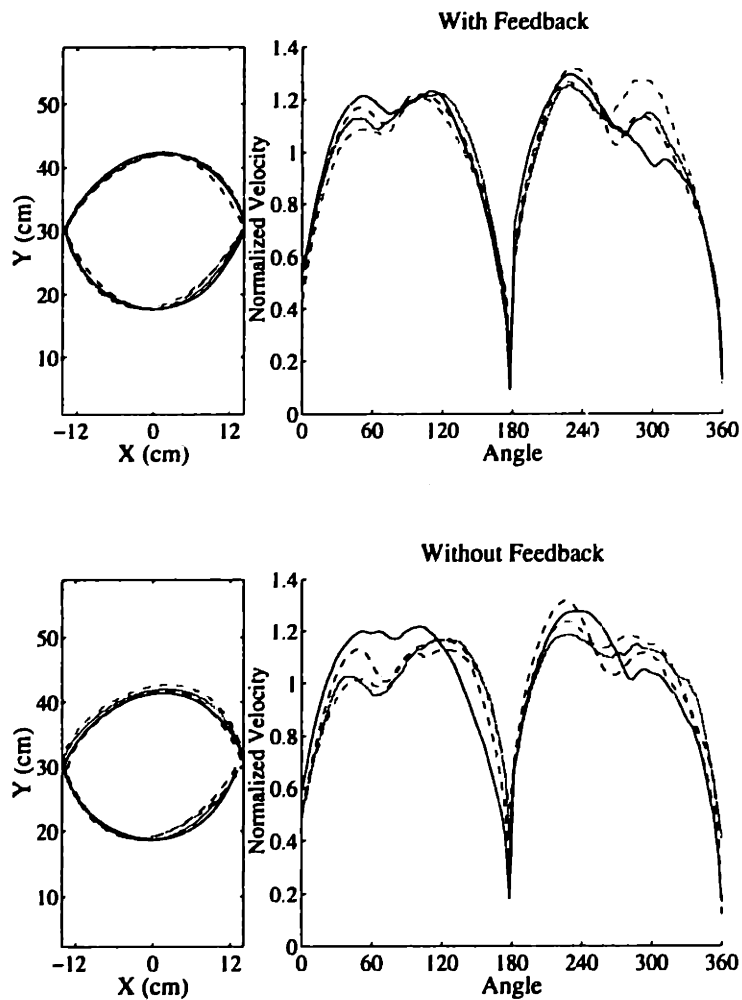 With Feedback
1.4
1.2
1
0.8
0.6
0.4
0.2
0
Normalized Velocity
0 60 120 180 240 300 360
Angle
50
40
30
20
10
Y (cm)
−12 0 12
X (cm)
Without Feedback
1.4
1.2
1
0.8
0.6
0.4
0.2
0
Normalized Velocity
0 60 120 180 240 300 360
Angle
50
40
30
20
10
Y (cm)
−12 0 12
X (cm)